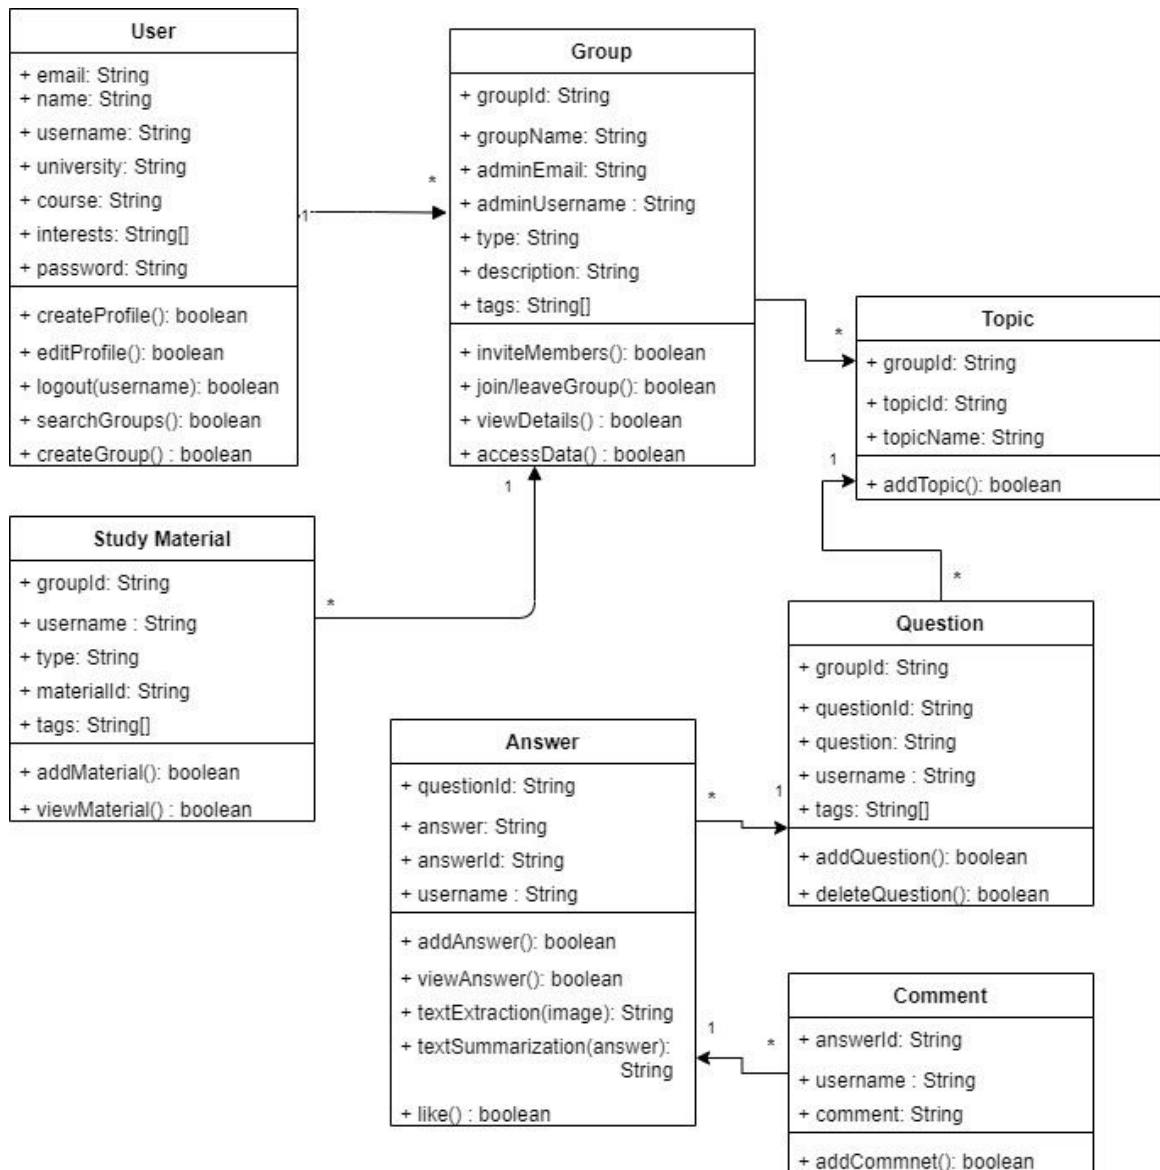 User
+ email: String
+ name: String
+ username: String
+ university: String
+ course: String
+ interests: String[]
+ password: String
+ createProfile(): boolean
+ editProfile(): boolean
+ logout(username): boolean
+ searchGroups(): boolean
+ createGroup() : boolean
1
*
Group
+ groupId: String
+ groupName: String
+ adminEmail: String
+ adminUsername : String
+ type: String
+ description: String
+ tags: String[]
+ inviteMembers(): boolean
+ join/leaveGroup(): boolean
+ viewDetails() : boolean
+ accessData() : boolean
*
Topic
+ groupId: String
+ topicId: String
+ topicName: String
+ addTopic(): boolean
1
*
Study Material
+ groupId: String
+ username : String
+ type: String
+ materialId: String
+ tags: String[]
+ addMaterial(): boolean
+ viewMaterial() : boolean
*
1
Question
+ groupId: String
+ questionId: String
+ question: String
+ username : String
+ tags: String[]
+ addQuestion(): boolean
+ deleteQuestion(): boolean
Answer
+ questionId: String
+ answer: String
+ answerId: String
+ username : String
+ addAnswer(): boolean
+ viewAnswer(): boolean
+ textExtraction(image): String
+ textSummarization(answer):
String
+ like() : boolean
*
1
1
*
Comment
+ answerId: String
+ username : String
+ comment: String
+ addCommnet(): boolean